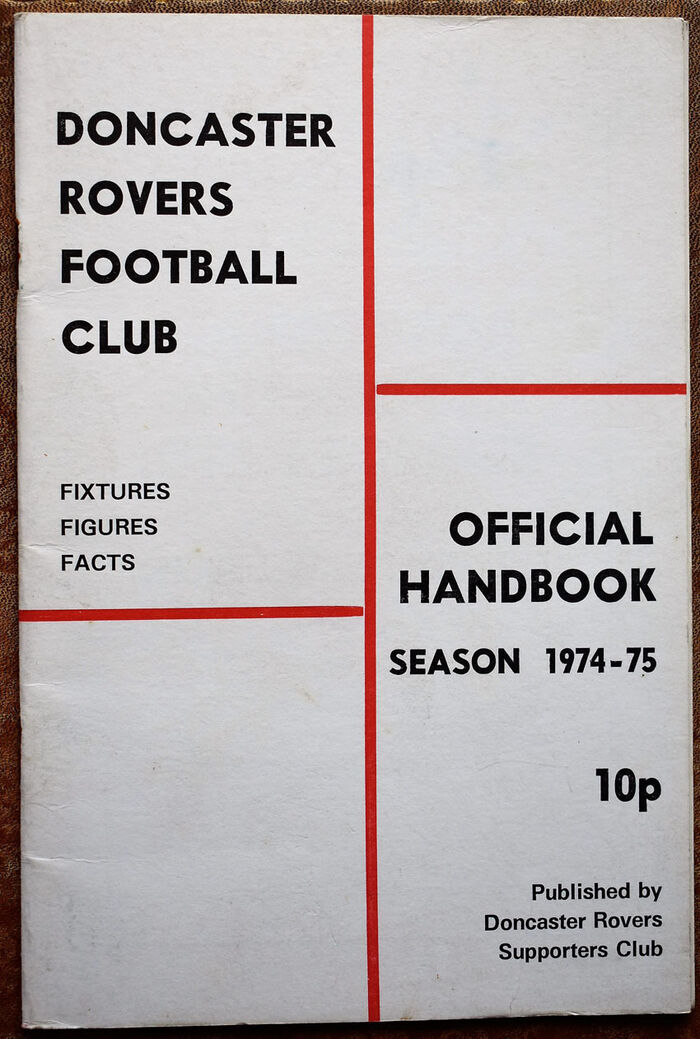 DONCASTER
ROVERS
FOOTBALL
CLUB
FIXTURES
FIGURES
FACTS
OFFICIAL
HANDBOOK
SEASON 1974-75
10p
Published by
Doncaster Rovers
Supporters Club